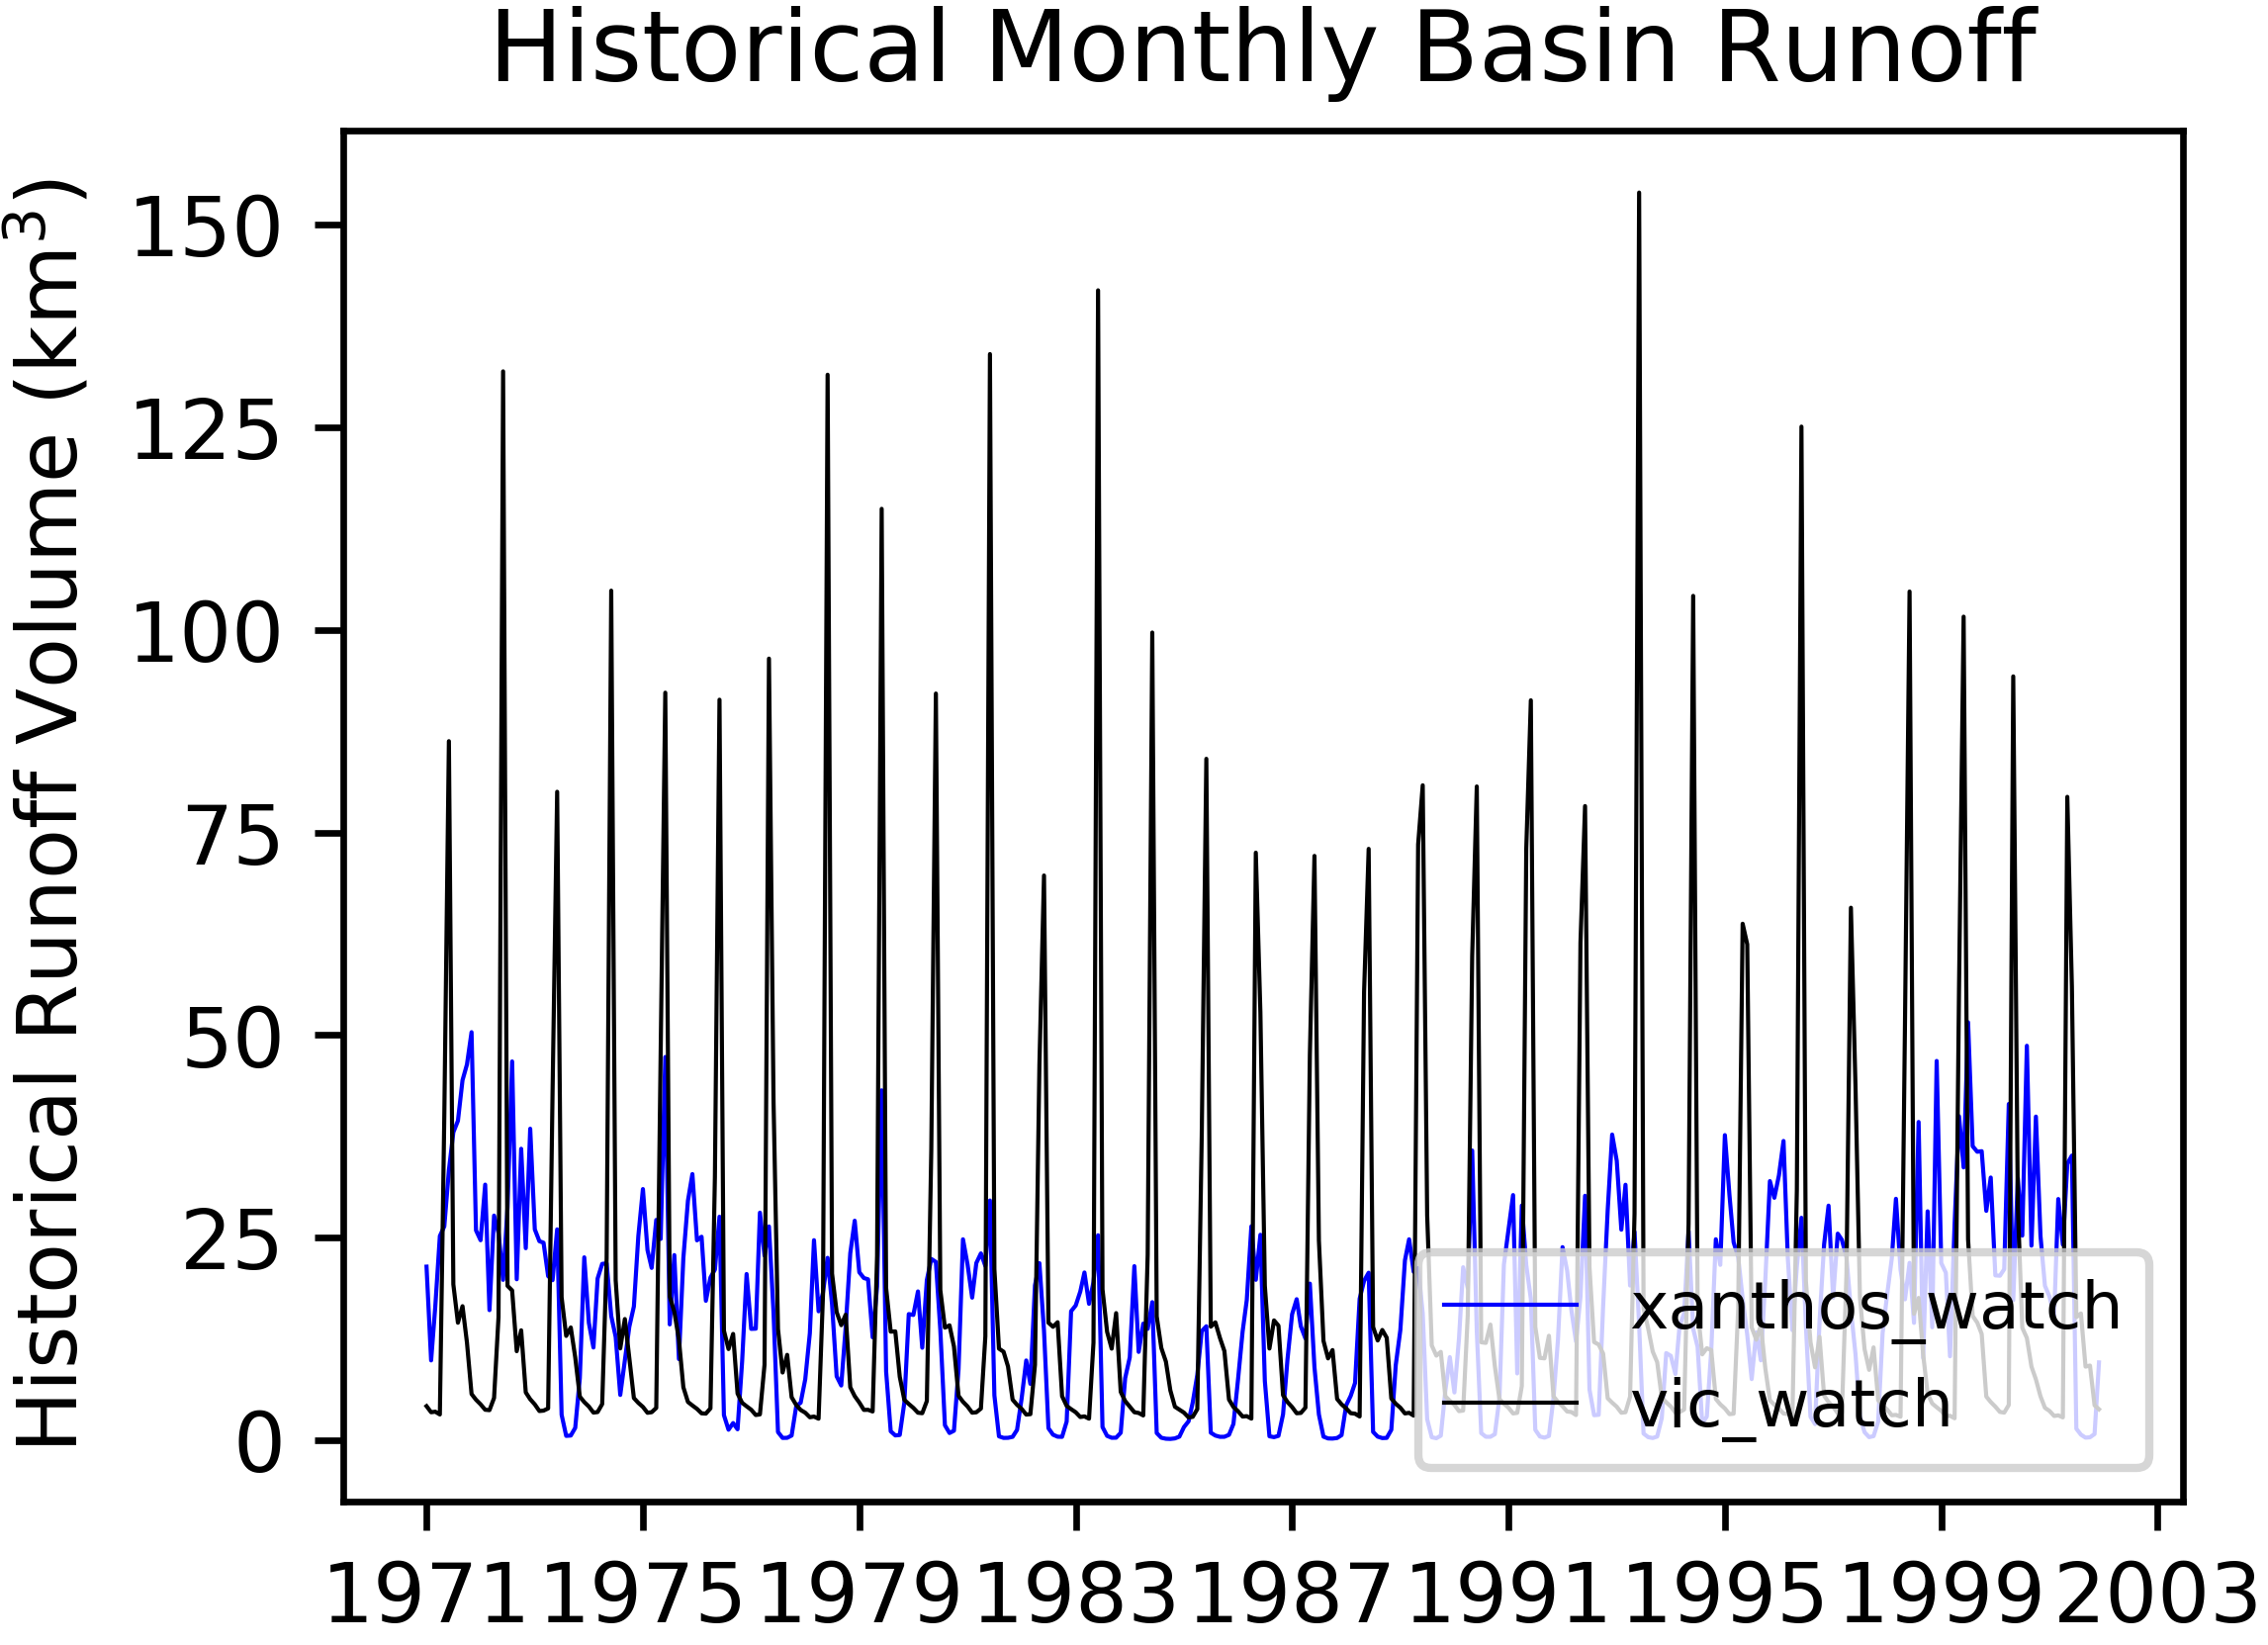 Historical Monthly Basin Runoff
Historical Runoff Volume (km³)
150
125
100
75
50
25
0
xanthos_watch
vic_watch
1971 1975 1979 1983 1987 1991 1995 1999 2003